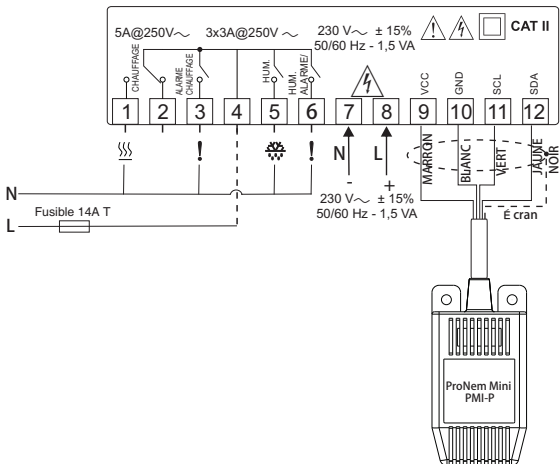 5A@250V～ 3x3A@250V ～
230 V～ ± 15%
50/60 Hz - 1,5 VA
CAT II
CHAUFFAGE
ALARME
CHAUFFAGE
HUM.
HUM.
ALARME/
VCC
GND
SCL
SDA
1 2 3 4 5 6 7 8 9 10 11 12
! !
N L
- +
230 V～ ± 15%
50/60 Hz - 1,5 VA
MARRON
BLANC
VERT
JAUNE
NOIR
É cran
N
Fusible 14A T
L
ProNem Mini
PMI-P